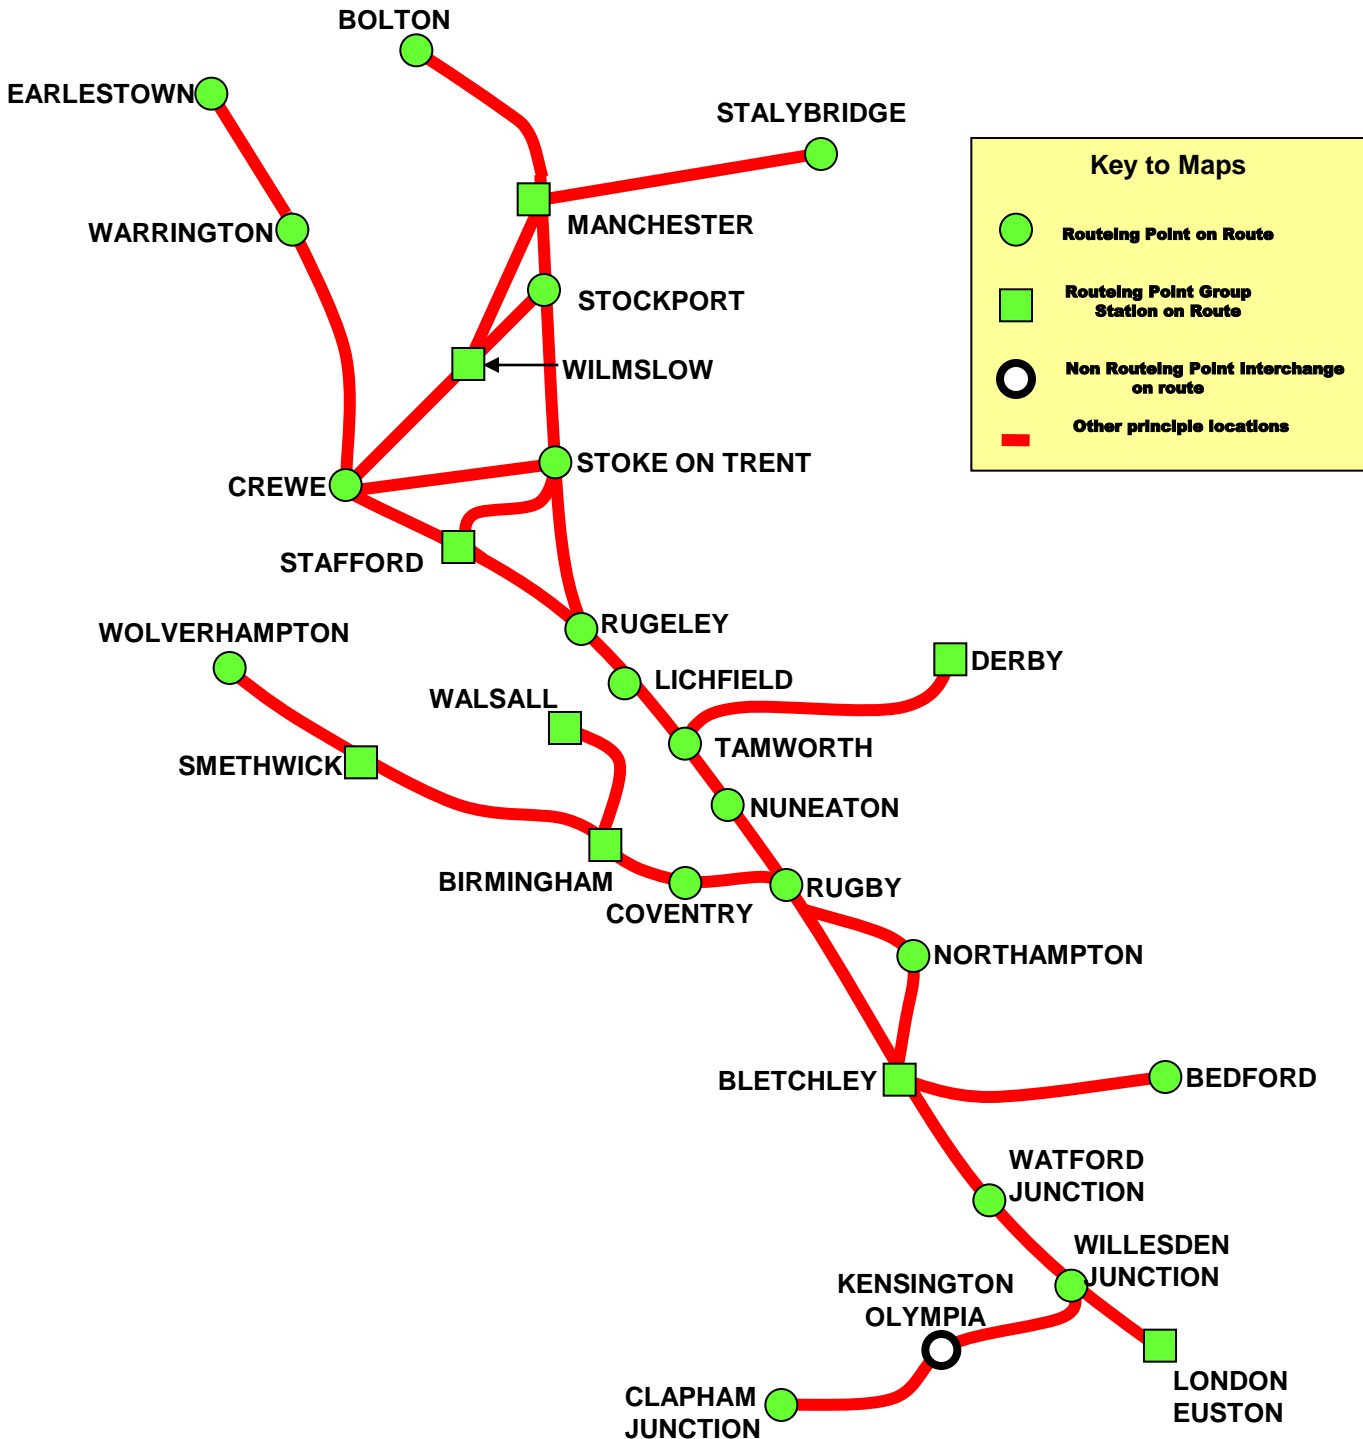 BOLTON
EARLESTOWN
STALYBRIDGE
Key to Maps
Routeing Point on Route
Routeing Point Group
Station on Route
Non Routeing Point Interchange
on route
Other principle locations
WARRINGTON
MANCHESTER
STOCKPORT
WILMSLOW
STOKE ON TRENT
CREWE
STAFFORD
WOLVERHAMPTON
RUGELEY
DERBY
WALSALL
LICHFIELD
SMETHWICK
TAMWORTH
NUNEATON
BIRMINGHAM
COVENTRY
RUGBY
NORTHAMPTON
BLETCHLEY
BEDFORD
WATFORD
JUNCTION
WILLESDEN
JUNCTION
KENSINGTON
OLYMPIA
CLAPHAM
JUNCTION
LONDON
EUSTON